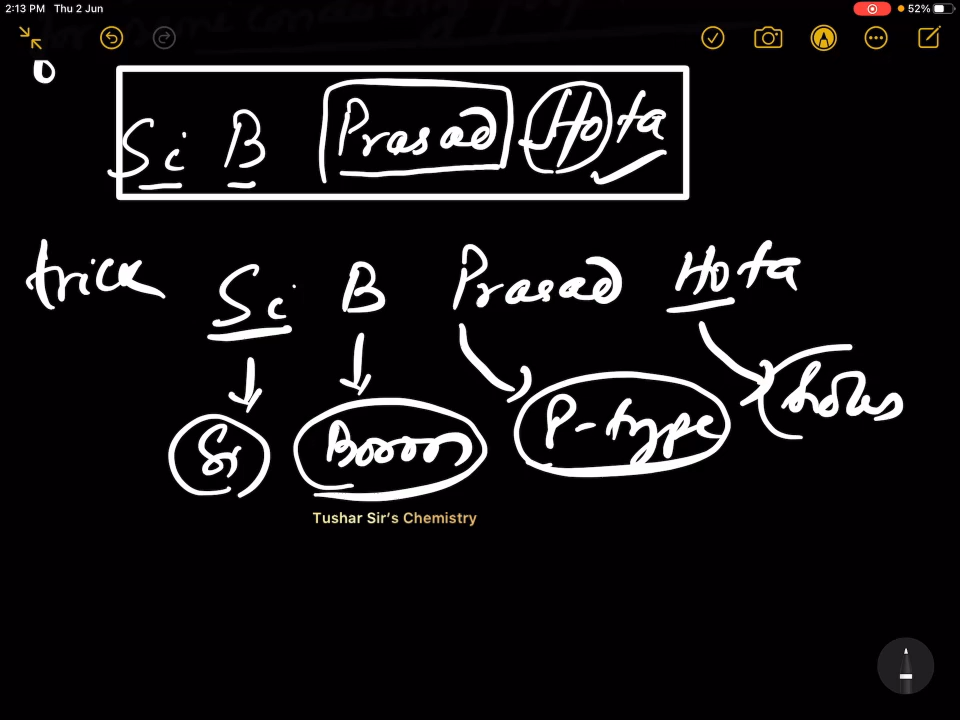 2:13 PM Thu 2 Jun 52%
Si B Prasad Hota
trick Si B Prasad Hota
Si Boron P-type holes
Tushar Sir's Chemistry